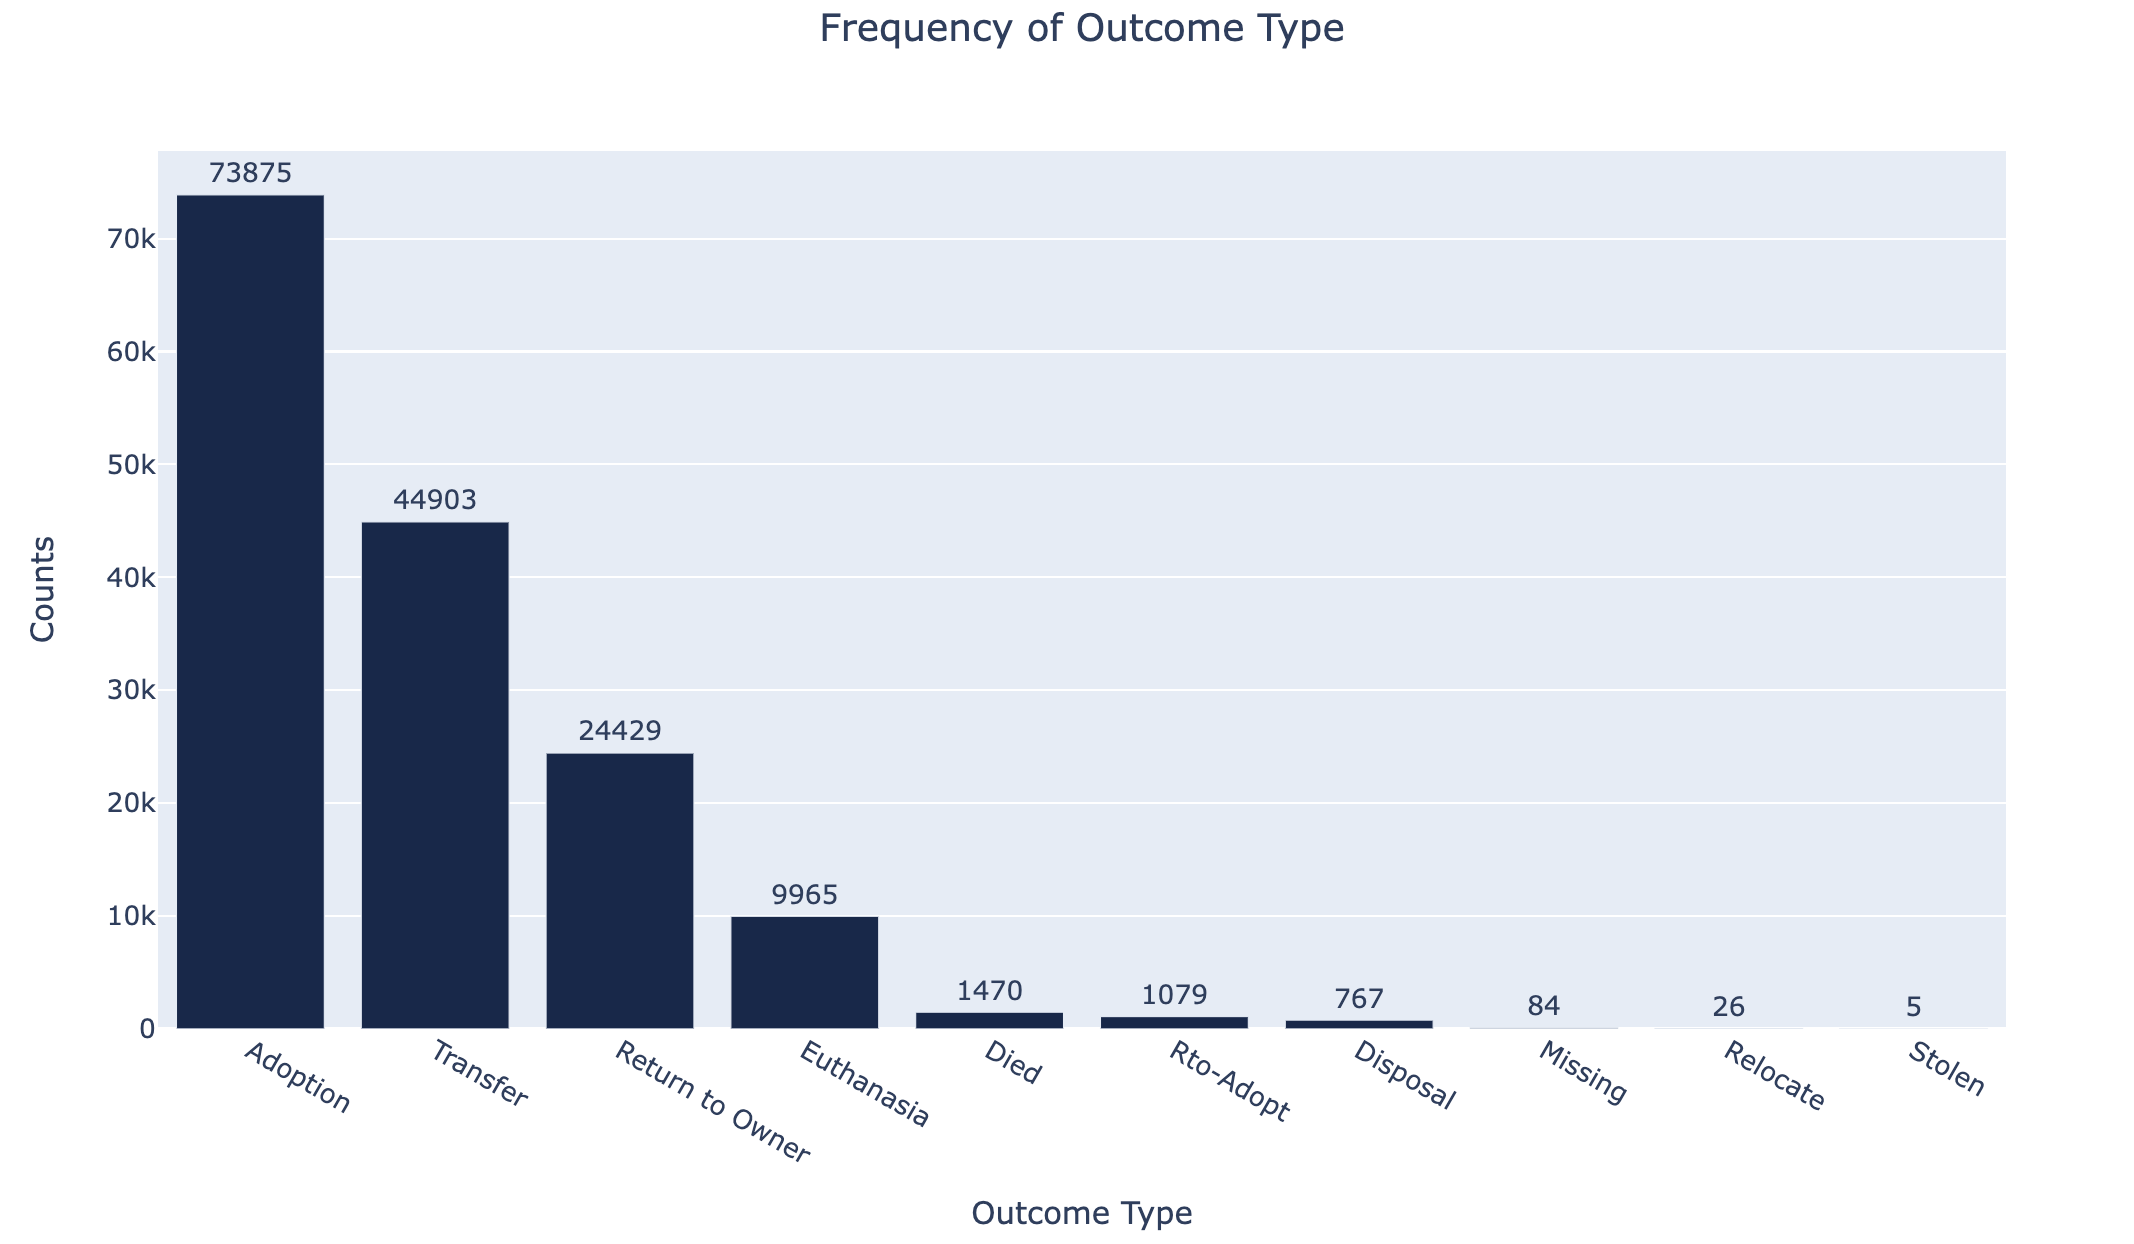 Frequency of Outcome Type
Counts
70k
60k
50k
40k
30k
20k
10k
0
73875
44903
24429
9965
1470
1079
767
84
26
5
Adoption
Transfer
Return to Owner
Euthanasia
Died
Rto-Adopt
Disposal
Missing
Relocate
Stolen
Outcome Type